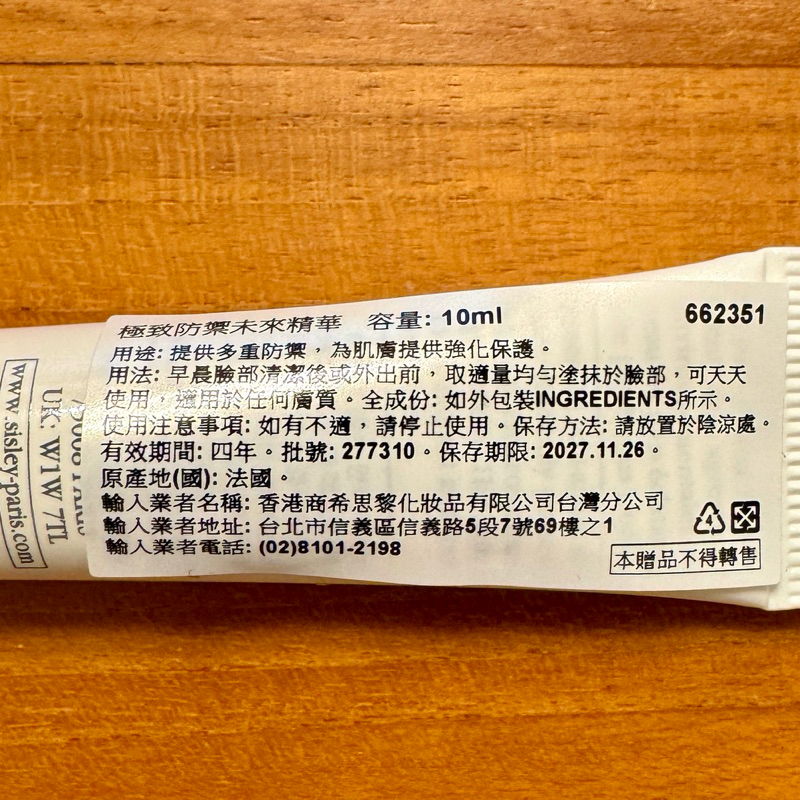 極致防禦未來精華 容量: 10ml
662351
用途: 提供多重防禦，為肌膚提供強化保護。
用法: 早晨臉部清潔後或外出前，取適量均勻塗抹於臉部，可天天
使用，適用於任何膚質。全成份: 如外包裝INGREDIENTS所示。
使用注意事項: 如有不適，請停止使用。保存方法: 請放置於陰涼處。
有效期間: 四年。批號: 277310。保存期限: 2027.11.26。
原產地(國): 法國。
輸入業者名稱: 香港商希思黎化妝品有限公司台灣分公司
輸入業者地址: 台北市信義區信義路5段7號69樓之1
輸入業者電話: (02)8101-2198
4
本贈品不得轉售
UK: W1W 7TL
www.sisley-paris.com